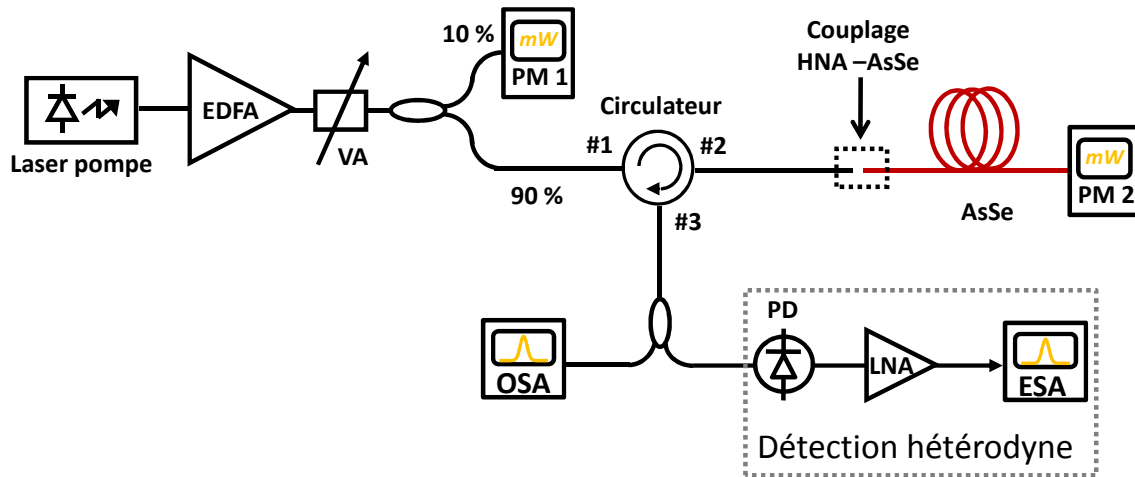 10 %
mW
PM 1
Couplage
HNA –AsSe
EDFA
Circulateur
Laser pompe
VA
#1
#2
mW
PM 2
90 %
AsSe
#3
PD
OSA
LNA
ESA
Détection hétérodyne